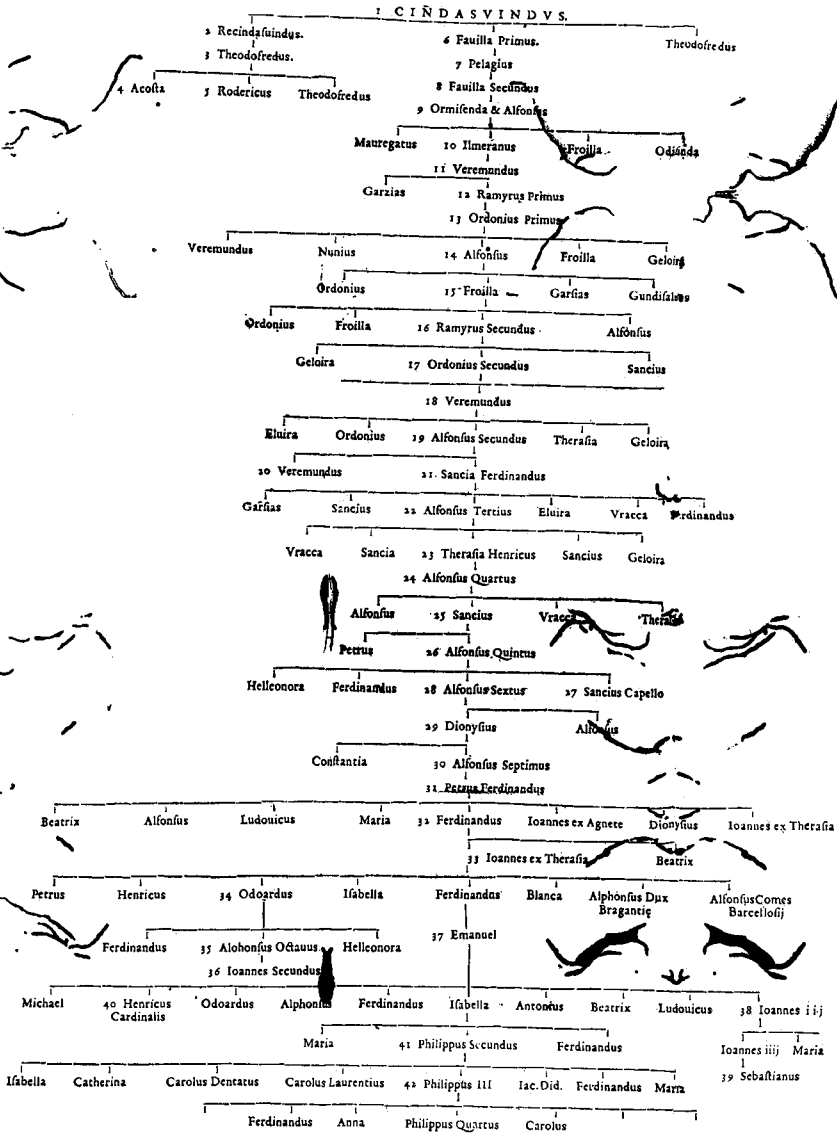 1 CINDASVINDVS.
2 Recindasuindus. 6 Fauilla Primus. Theodofredus
3 Theodofredus. 7 Pelagius
4 Acosta 5 Rodericus Theodofredus 8 Fauilla Secundus
9 Ormisenda & Alfonsus
Mauregatus 10 Ilmeranus Froilla Odisinda
11 Veremundus
Garzias 12 Ramyrus Primus
13 Ordonius Primus
Veremundus Nunius 14 Alfonsus Froilla Geloira
Ordonius 15 Froilla Garsias Gundisaluus
Ordonius Froilla 16 Ramyrus Secundus Alfonsus
Geloira 17 Ordonius Secundus Sancius
18 Veremundus
Eluira Ordonius 19 Alfonsus Secundus Therasia Geloira
20 Veremundus 21. Sancia Ferdinandus
Garsias Sancius 22 Alfonsus Tertius Eluira Vracca Ferdinandus
Vracca Sancia 23 Therasia Henricus Sancius Geloira
24 Alfonsus Quartus
Alfonsus 25 Sancius Vracca Therasia
Petrus 26 Alfonsus Quintus
Helleonora Ferdinandus 28 Alfonsus Sextus 27 Sancius Capello
29 Dionysius Alfonsus
Constantia 30 Alfonsus Septimus
31 Petrus Ferdinandus
Beatrix Alfonsus Ludouicus Maria 32 Ferdinandus Ioannes ex Agnete Dionysius Ioannes ex Therasia
33 Ioannes ex Therasia Beatrix
Petrus Henricus 34 Odoardus Isabella Ferdinandus Blanca Alphonsus Dux Bragantię Alfonsus Comes Barcellosij
Ferdinandus 35 Alohonsus Octauus Helleonora 37 Emanuel
36 Ioannes Secundus
Michael 40 Henricus Cardinalis Odoardus Alphonsus Ferdinandus Isabella Antonius Beatrix Ludouicus 38 Ioannes iij
Maria 41 Philippus Secundus Ferdinandus Ioannes iiij Maria
39 Sebastianus
Isabella Catherina Carolus Dentatus Carolus Laurentius 42 Philippus III Iac. Did. Ferdinandus Maria
Ferdinandus Anna Philippus Quartus Carolus